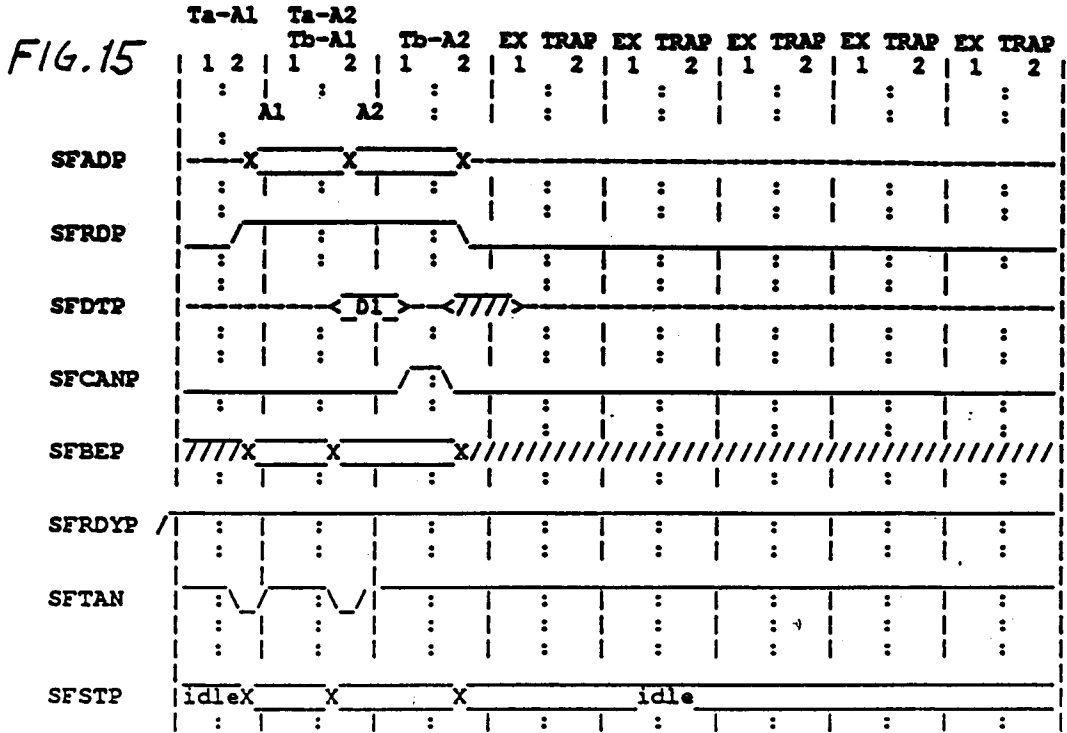 Ta-A1 Ta-A2
FIG.15 Tb-A1 Tb-A2 EX TRAP EX TRAP EX TRAP EX TRAP EX TRAP
1 2 1 2 1 2 1 2 1 2 1 2 1 2 1 2
A1 A2
SFADP
SFRDP
SFDTP D1
SFCANP
SFBEP
SFRDYP
SFTAN
SFSTP idle idle